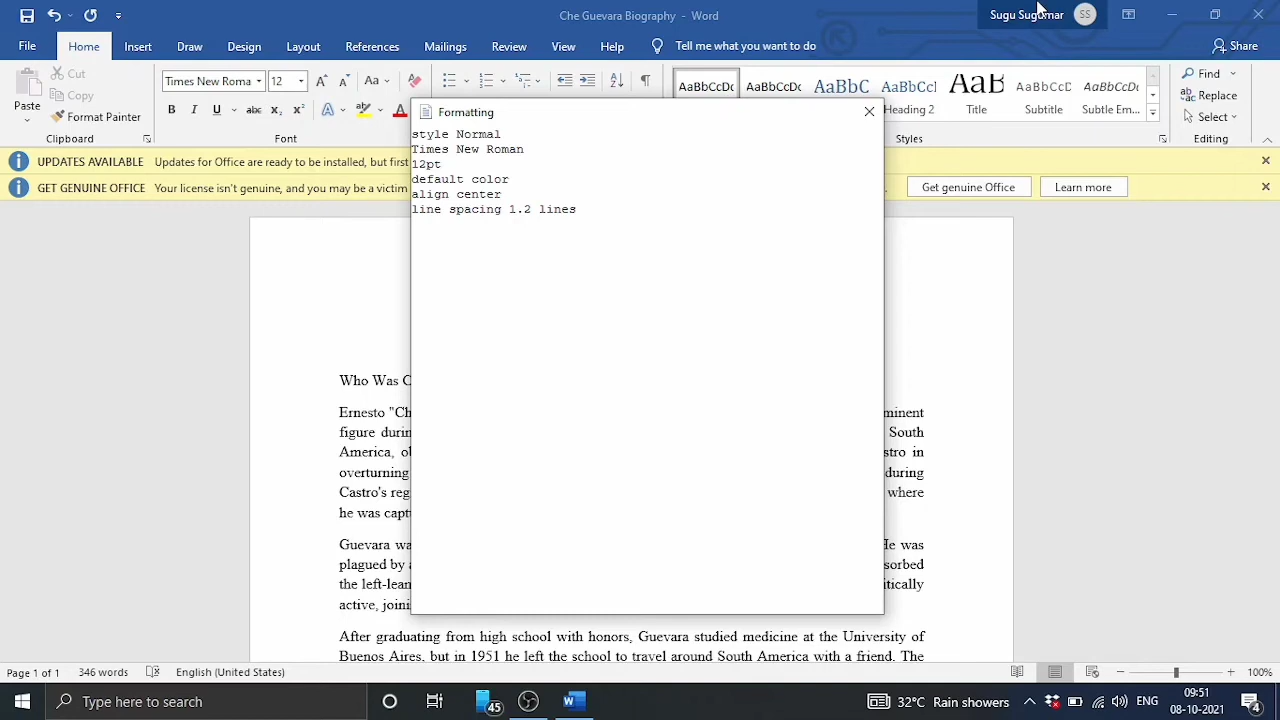 Che Guevara Biography - Word
Sugu Sugumar SS
File Home Insert Draw Design Layout References Mailings Review View Help Tell me what you want to do Share
Paste
Cut
Copy
Format Painter
Clipboard
Times New Roma 12
Font
AaBbCcDc AaBbCcDc AaBbC AaBbCcl AaB AaBbCcD AaBbCcD
Heading 2 Title Subtitle Subtle Em...
Styles
Find
Replace
Select
Editing
UPDATES AVAILABLE Updates for Office are ready to be installed, but first
GET GENUINE OFFICE Your license isn't genuine, and you may be a victim
Get genuine Office Learn more
Formatting
style Normal
Times New Roman
12pt
default color
align center
line spacing 1.2 lines
Who Was C
Ernesto "Ch minent
figure durin South
America, ol stro in
overturning during
Castro's reg where
he was captu
Guevara wa He was
plagued by a sorbed
the left-lean itically
active, joini
After graduating from high school with honors, Guevara studied medicine at the University of
Buenos Aires, but in 1951 he left the school to travel around South America with a friend. The
Page 1 of 1 346 words English (United States) 100%
Type here to search
45
32°C Rain showers ENG
09:51
08-10-2021
4